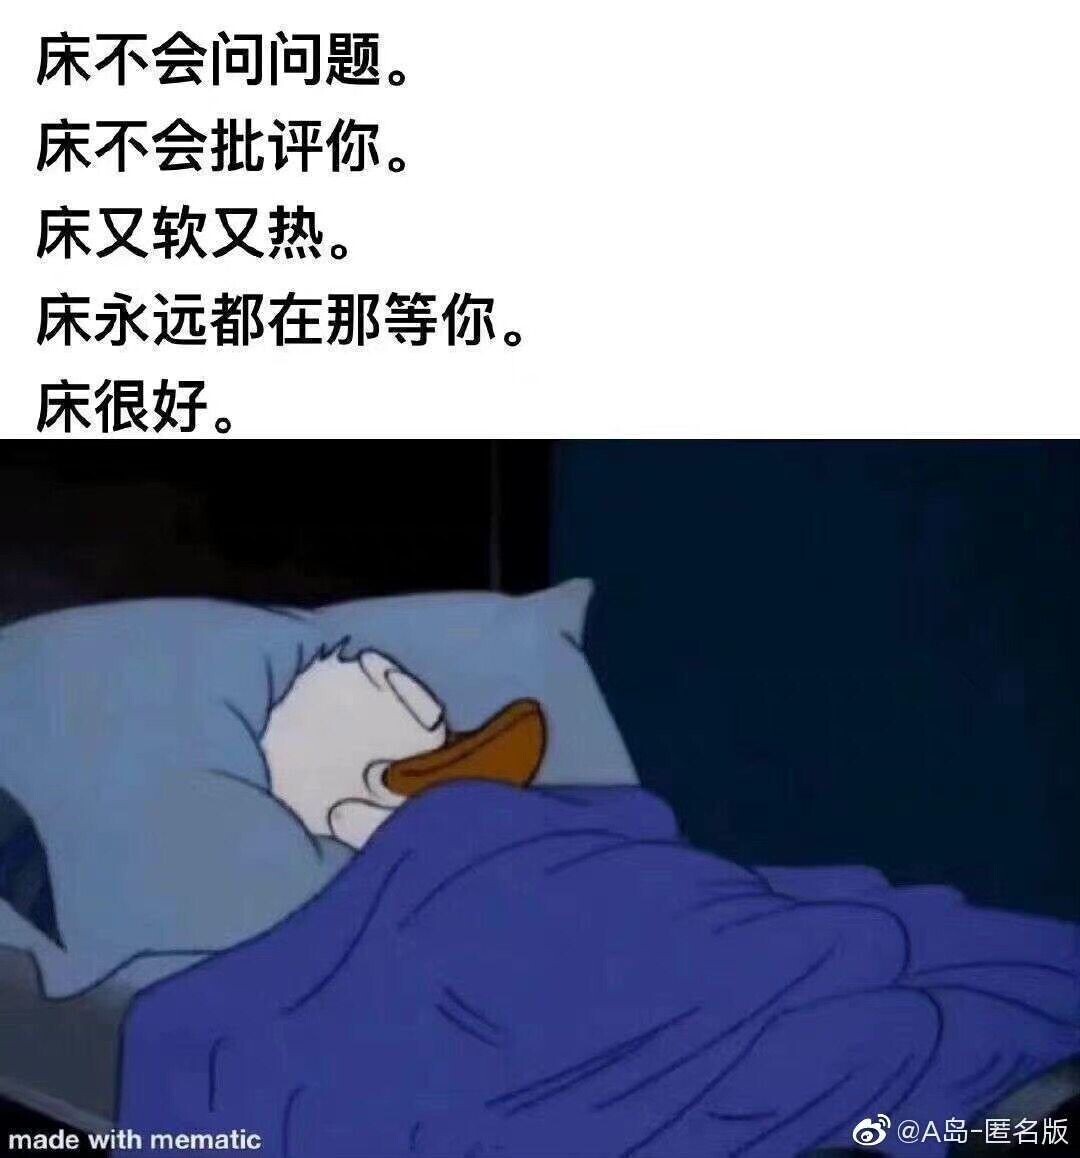 床不会问问题。
床不会批评你。
床又软又热。
床永远都在那等你。
床很好。
made with mematic
@A岛-匿名版